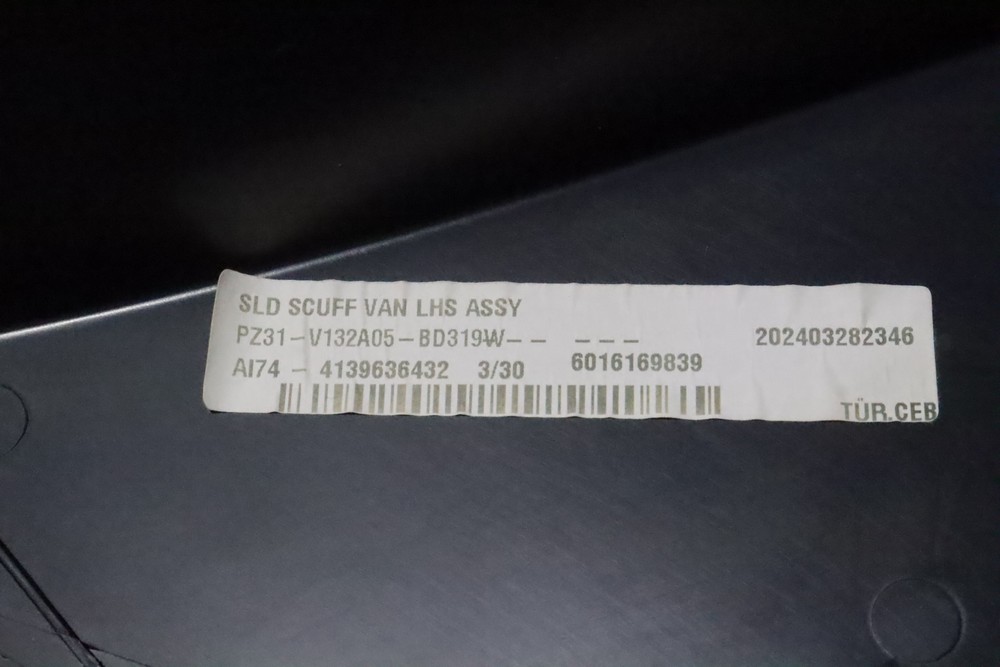 SLD SCUFF VAN LHS ASSY
PZ31-V132A05-BD319W-- ---
202403282346
AI74 - 4139636432 3/30 6016169839
TÜR.CEB